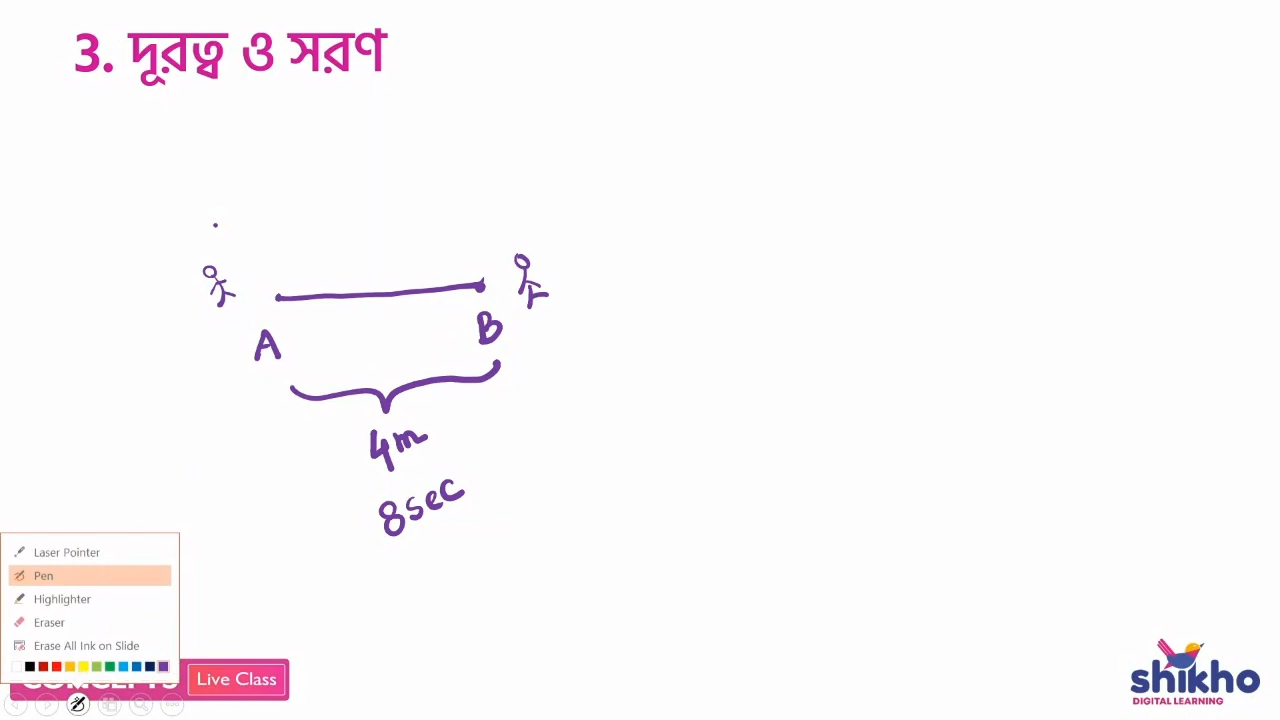 3. দূরত্ব ও সরণ
A
B
4m
8sec
Laser Pointer
Pen
Highlighter
Eraser
Erase All Ink on Slide
CONCEPTS
Live Class
shikho
DIGITAL LEARNING